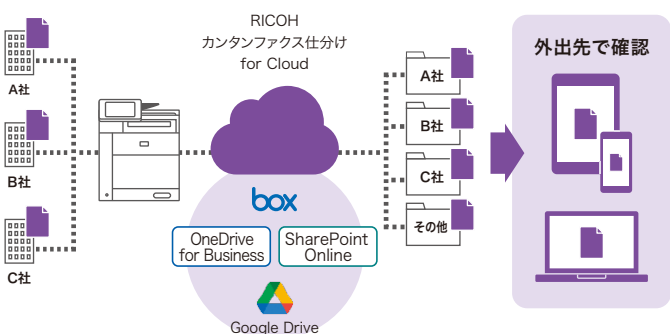 RICOH
カンタンファクス仕分け
for Cloud
A社
B社
C社
box
OneDrive
for Business
SharePoint
Online
Google Drive
A社
B社
C社
その他
外出先で確認